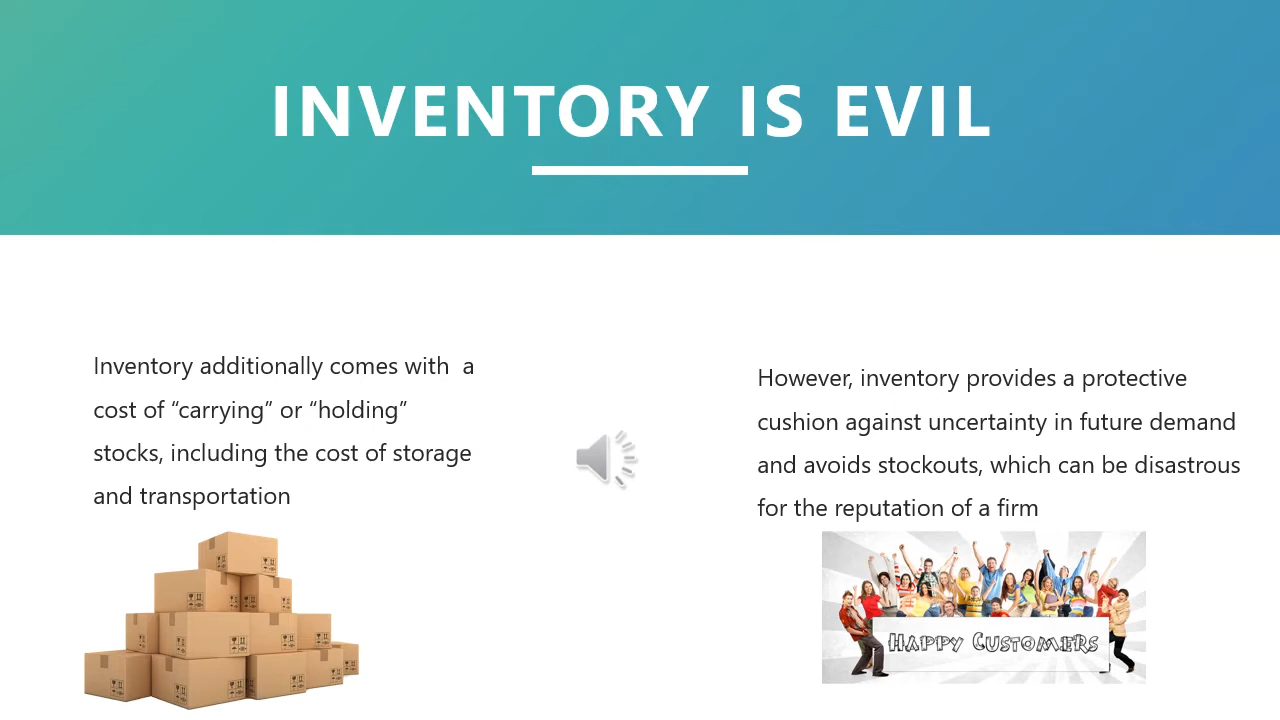 INVENTORY IS EVIL
Inventory additionally comes with  a
cost of “carrying” or “holding”
stocks, including the cost of storage
and transportation
However, inventory provides a protective
cushion against uncertainty in future demand
and avoids stockouts, which can be disastrous
for the reputation of a firm
HAPPY CUSTOMERS